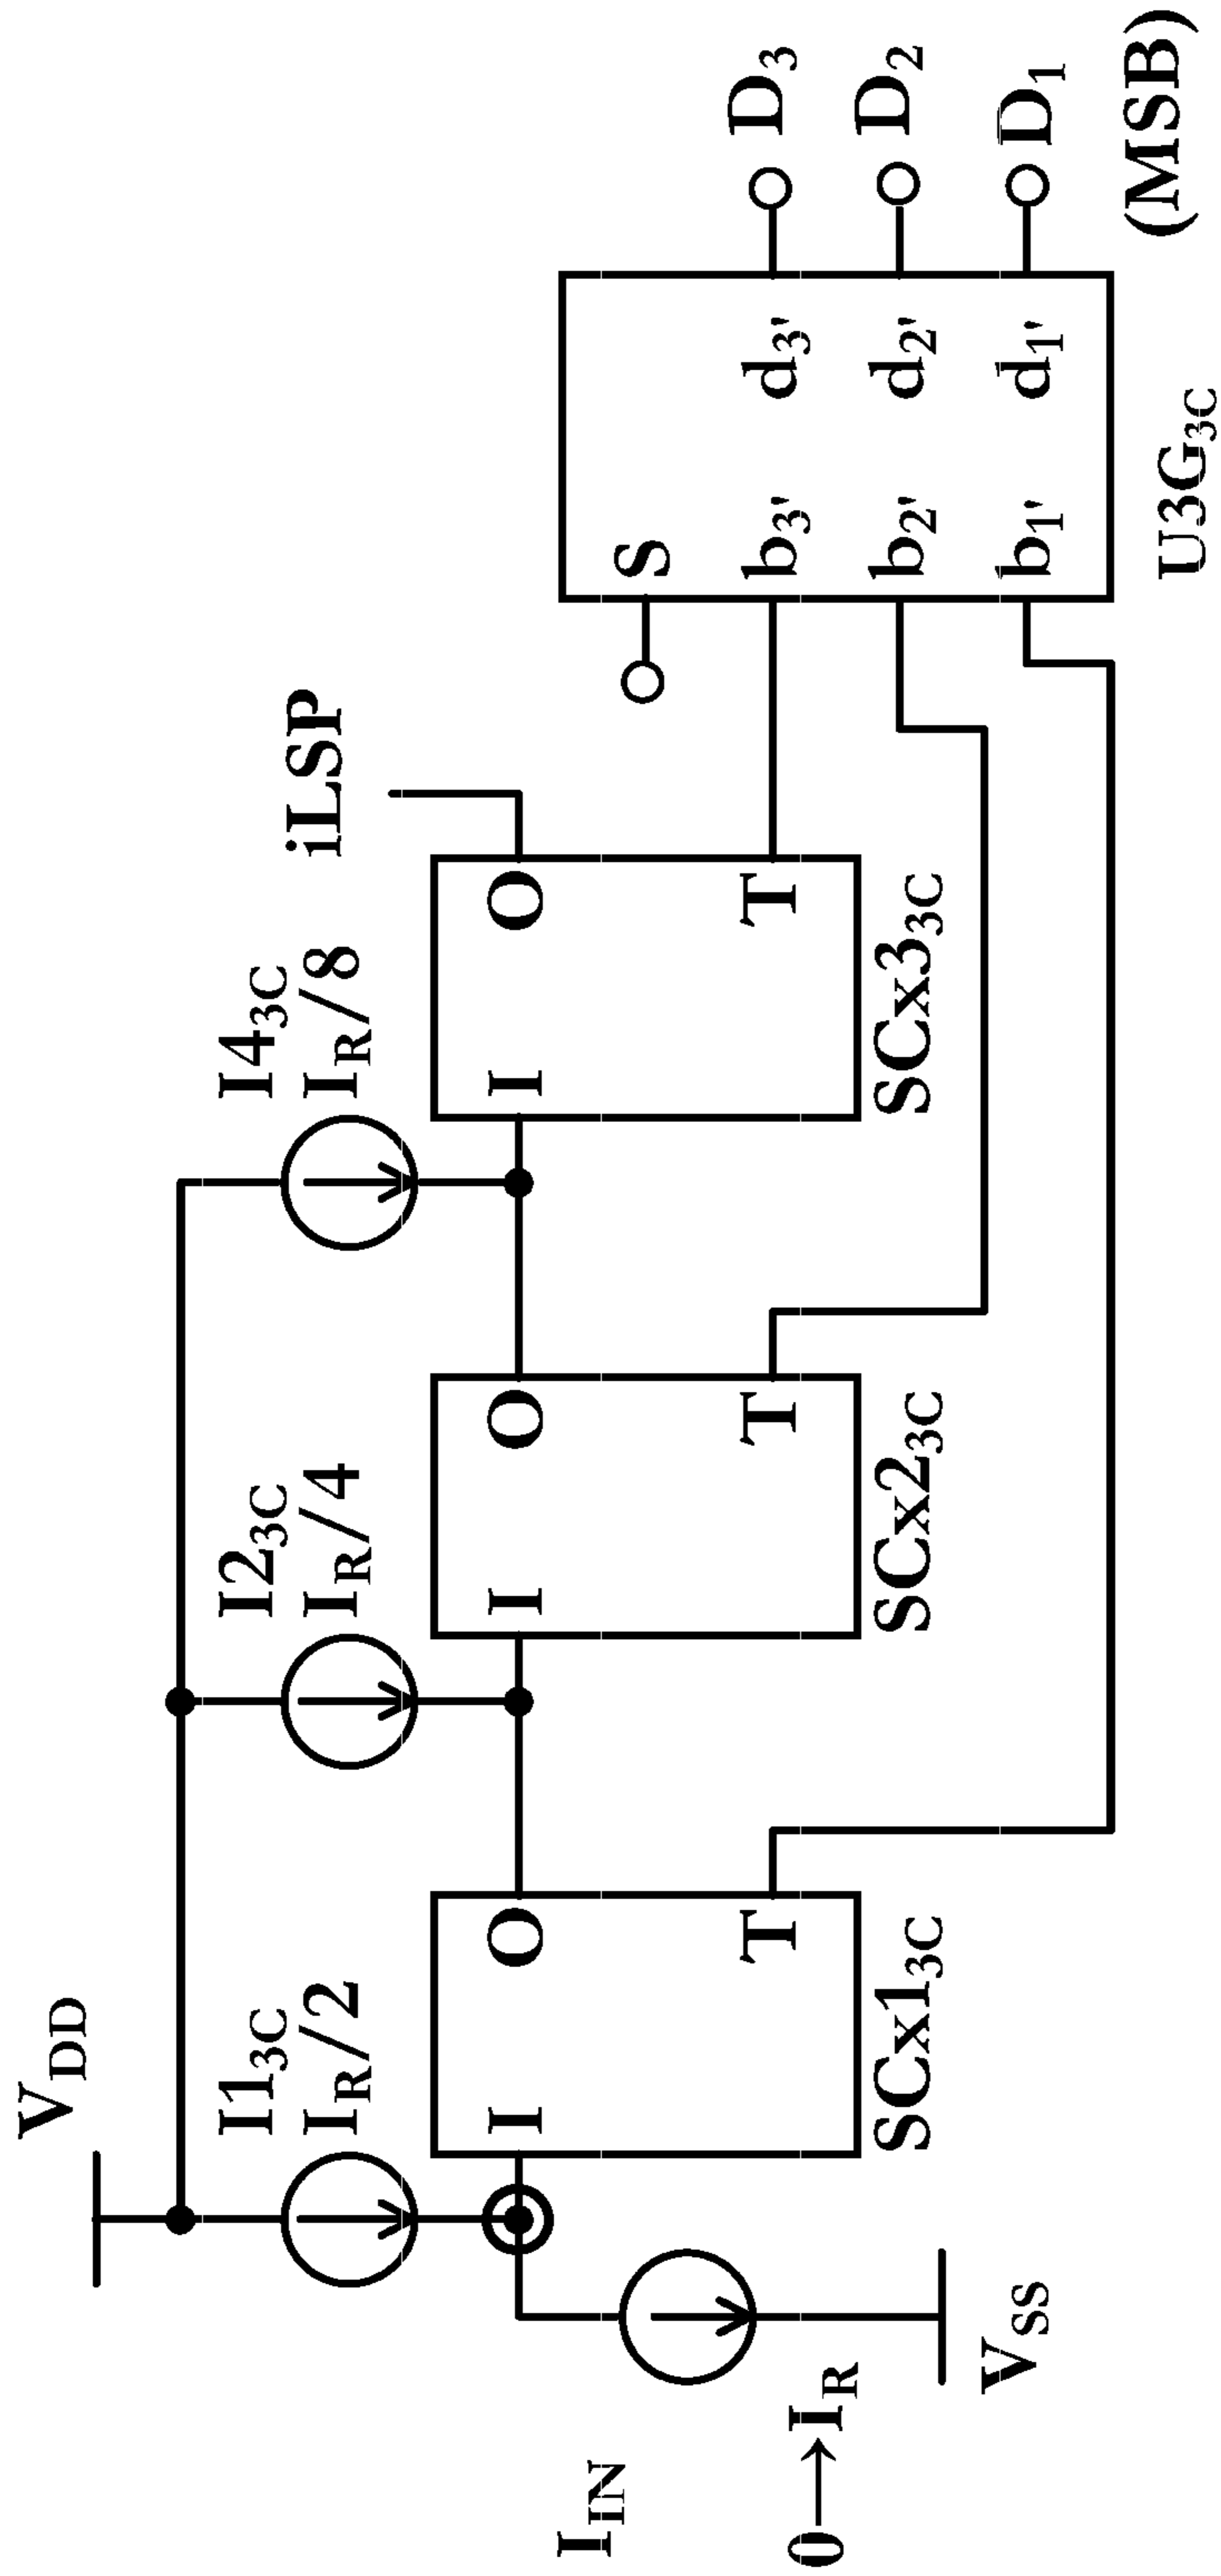 V_DD
I1_3C
I_R/2
I2_3C
I_R/4
I4_3C
I_R/8
iLSP
I_IN
0→I_R
V_SS
I
O
T
SCx1_3C
I
O
T
SCx2_3C
I
O
T
SCx3_3C
S
b_3' d_3'
b_2' d_2'
b_1' d_1'
U3G_3C
D_3
D_2
D_1
(MSB)